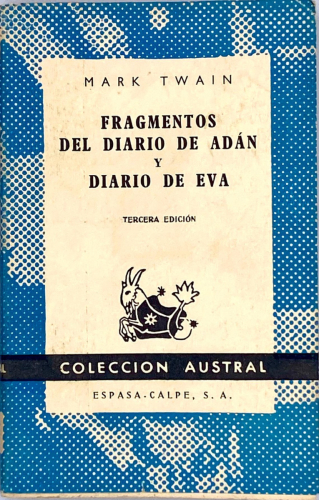 MARK TWAIN
FRAGMENTOS
DEL DIARIO DE ADÁN
Y
DIARIO DE EVA
TERCERA EDICIÓN
L COLECCION AUSTRAL
ESPASA-CALPE, S. A.